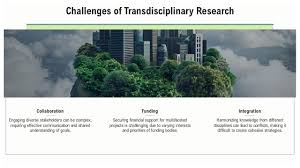 Challenges of Transdisciplinary Research
Collaboration
Engaging diverse stakeholders can be complex,
requiring effective communication and shared
understanding of goals.
Funding
Securing financial support for multifaceted
projects is challenging due to varying interests
and priorities of funding bodies.
Integration
Harmonizing knowledge from different
disciplines can lead to conflicts, making it
difficult to create cohesive strategies.